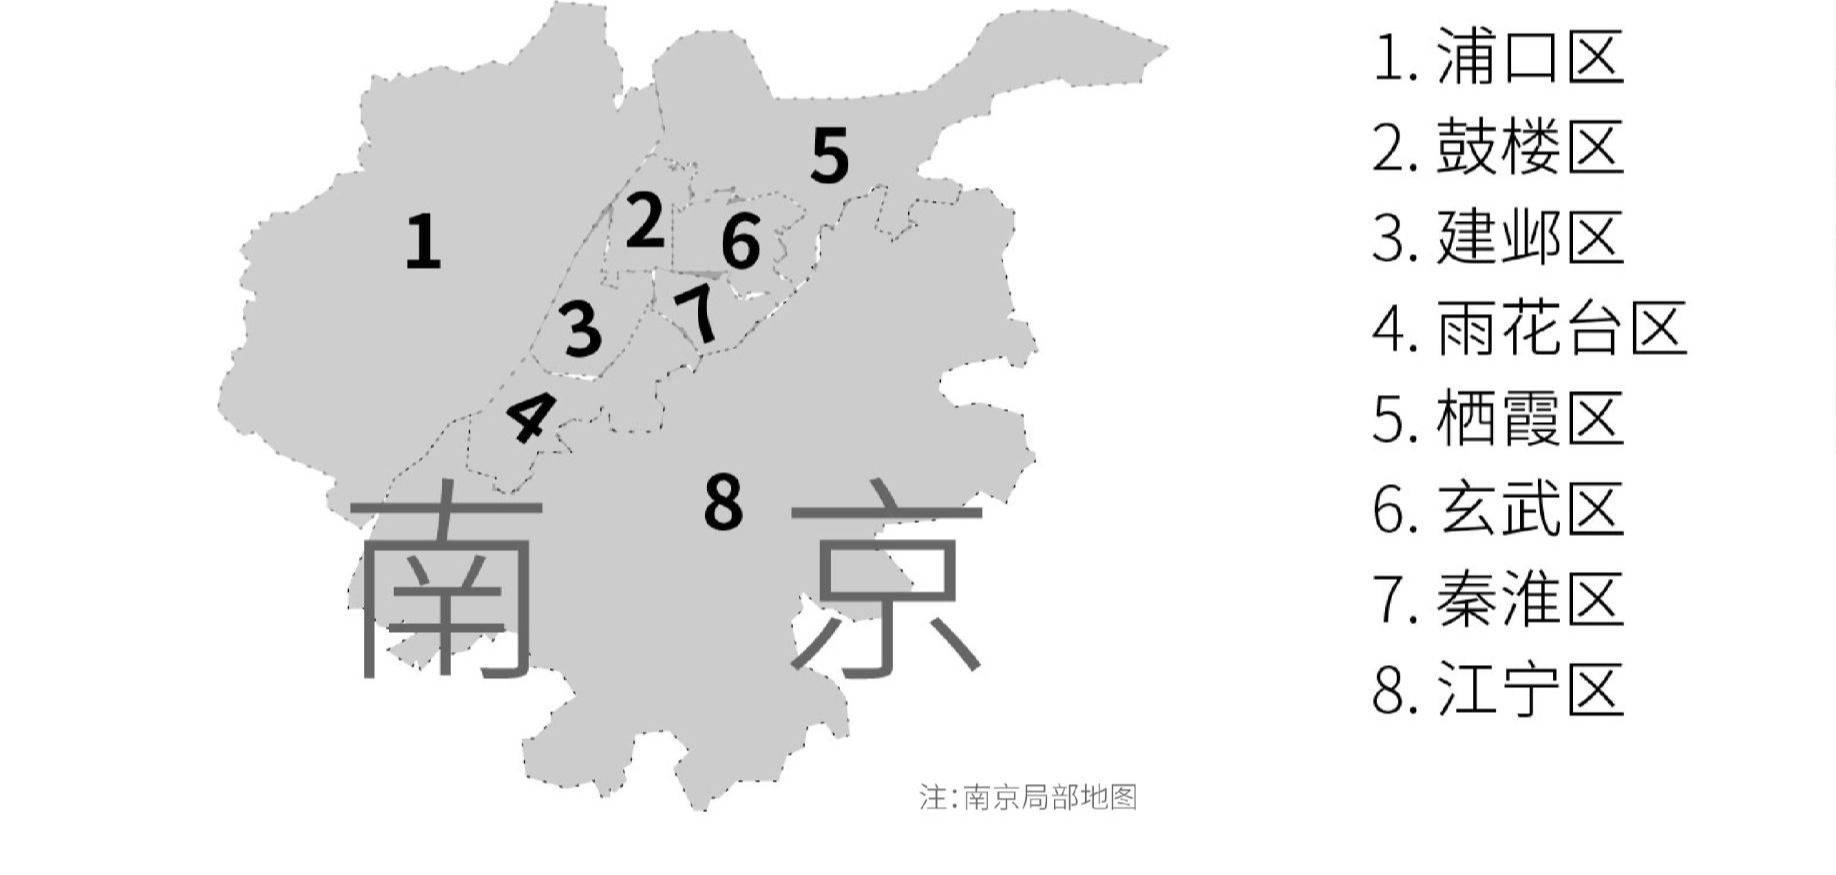 1
2
3
4
5
6
7
8
南京
注:南京局部地图
1. 浦口区
2. 鼓楼区
3. 建邺区
4. 雨花台区
5. 栖霞区
6. 玄武区
7. 秦淮区
8. 江宁区